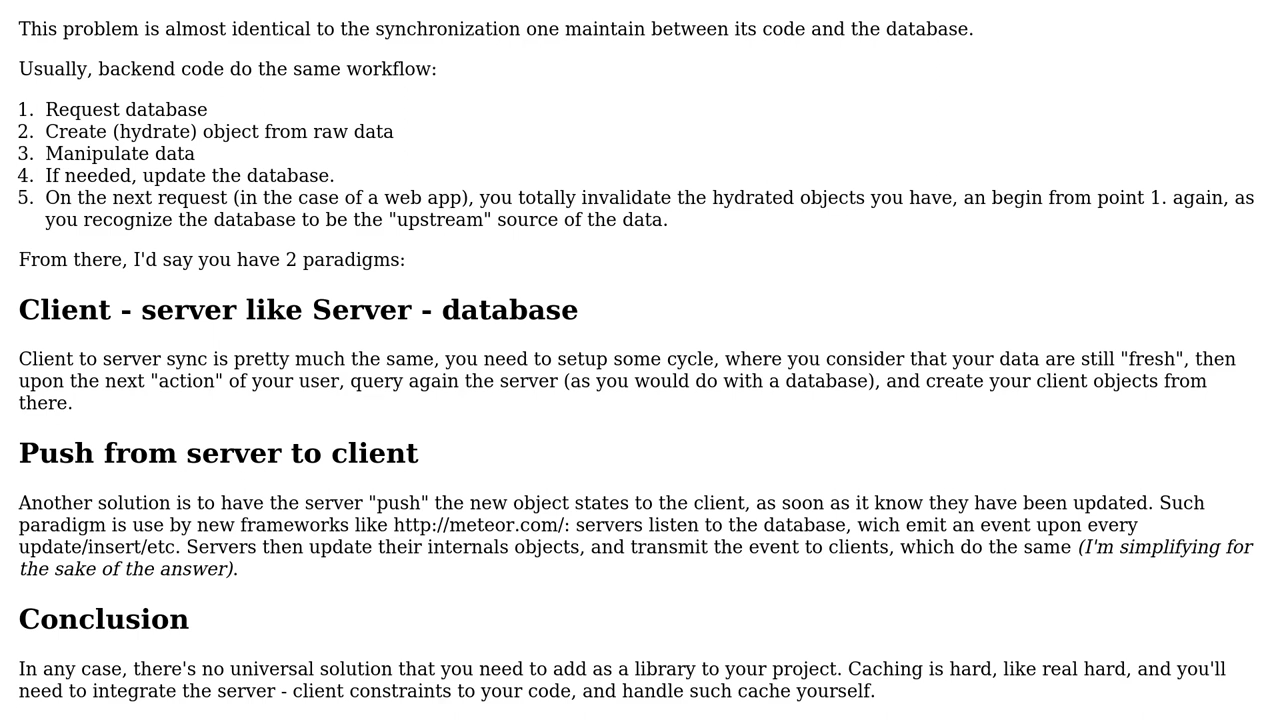 This problem is almost identical to the synchronization one maintain between its code and the database.
Usually, backend code do the same workflow:
1. Request database
2. Create (hydrate) object from raw data
3. Manipulate data
4. If needed, update the database.
5. On the next request (in the case of a web app), you totally invalidate the hydrated objects you have, an begin from point 1. again, as
you recognize the database to be the "upstream" source of the data.
From there, I'd say you have 2 paradigms:
Client - server like Server - database
Client to server sync is pretty much the same, you need to setup some cycle, where you consider that your data are still "fresh", then
upon the next "action" of your user, query again the server (as you would do with a database), and create your client objects from
there.
Push from server to client
Another solution is to have the server "push" the new object states to the client, as soon as it know they have been updated. Such
paradigm is use by new frameworks like http://meteor.com/: servers listen to the database, wich emit an event upon every
update/insert/etc. Servers then update their internals objects, and transmit the event to clients, which do the same (I'm simplifying for
the sake of the answer).
Conclusion
In any case, there's no universal solution that you need to add as a library to your project. Caching is hard, like real hard, and you'll
need to integrate the server - client constraints to your code, and handle such cache yourself.